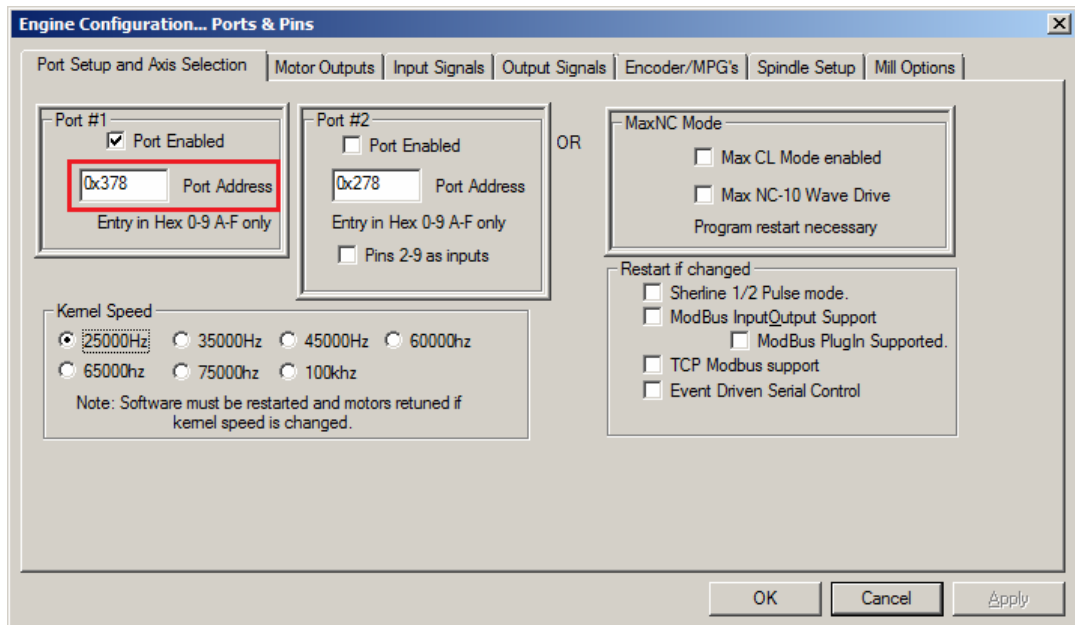 Engine Configuration... Ports & Pins
Port Setup and Axis Selection
Motor Outputs
Input Signals
Output Signals
Encoder/MPG's
Spindle Setup
Mill Options
Port #1
Port Enabled
0x378 Port Address
Entry in Hex 0-9 A-F only
Port #2
Port Enabled
0x278 Port Address
Entry in Hex 0-9 A-F only
Pins 2-9 as inputs
OR
MaxNC Mode
Max CL Mode enabled
Max NC-10 Wave Drive
Program restart necessary
Kernel Speed
25000Hz 35000Hz 45000Hz 60000hz
65000hz 75000hz 100khz
Note: Software must be restarted and motors retuned if
kernel speed is changed.
Restart if changed
Sherline 1/2 Pulse mode.
ModBus InputOutput Support
ModBus PlugIn Supported.
TCP Modbus support
Event Driven Serial Control
OK
Cancel
Apply